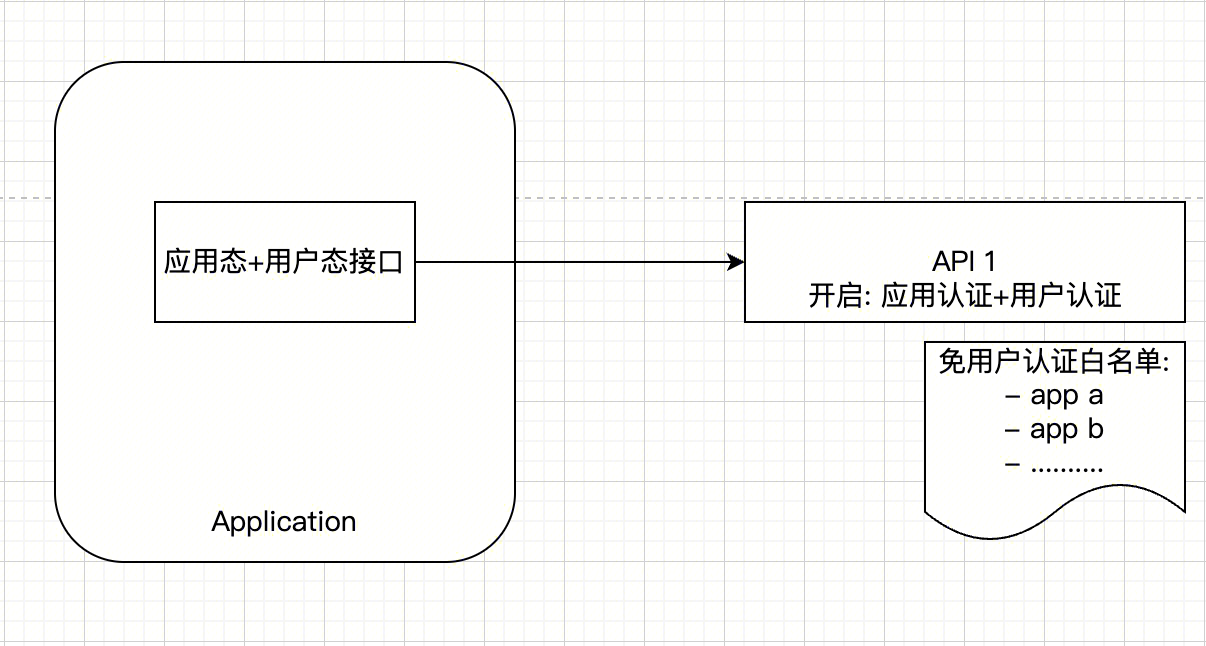 应用态+用户态接口
API 1
开启: 应用认证+用户认证
免用户认证白名单:
– app a
– app b
– ..........
Application